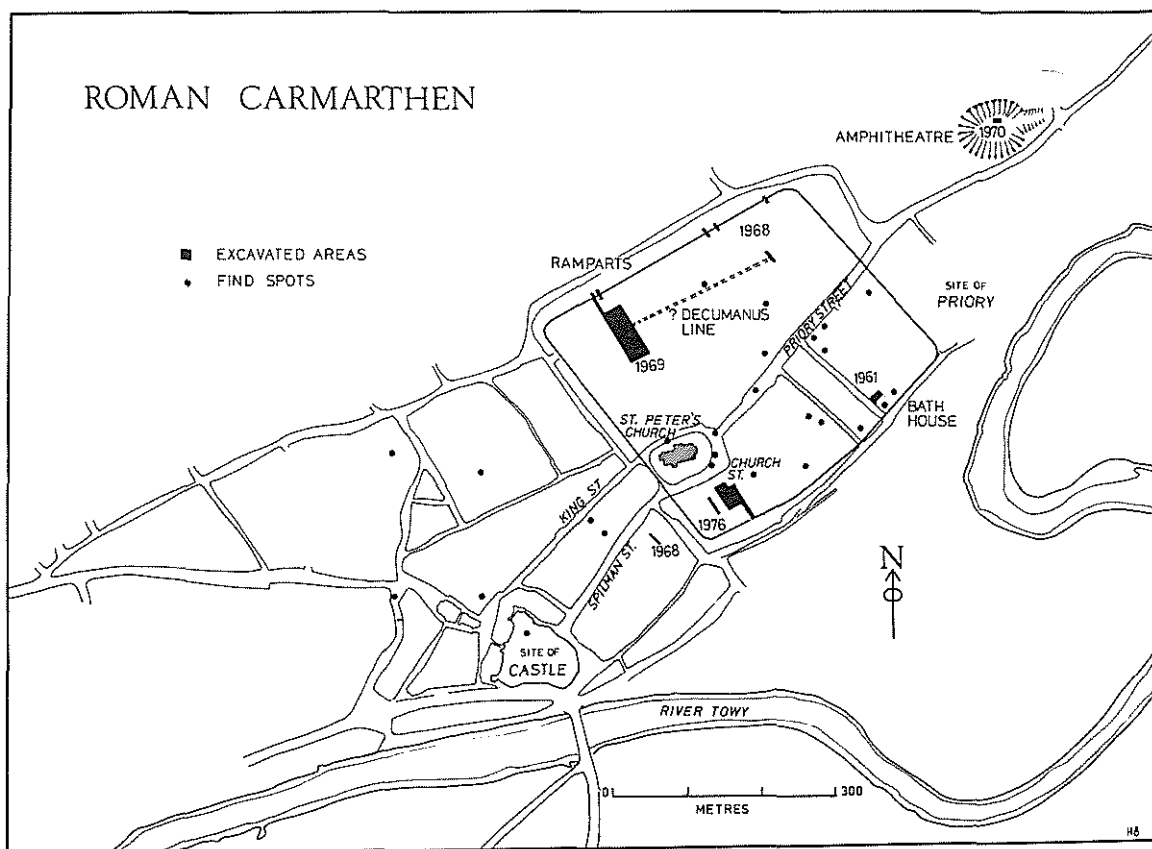 ROMAN CARMARTHEN
AMPHITHEATRE
1970
EXCAVATED AREAS
FIND SPOTS
1968
RAMPARTS
SITE OF
PRIORY
? DECUMANUS
LINE
PRIORY STREET
1969
1961
BATH
HOUSE
ST. PETER'S
CHURCH
CHURCH
ST.
KING ST.
1976
1968
SPILMAN ST.
N
SITE OF
CASTLE
RIVER TOWY
0 300
METRES
HB